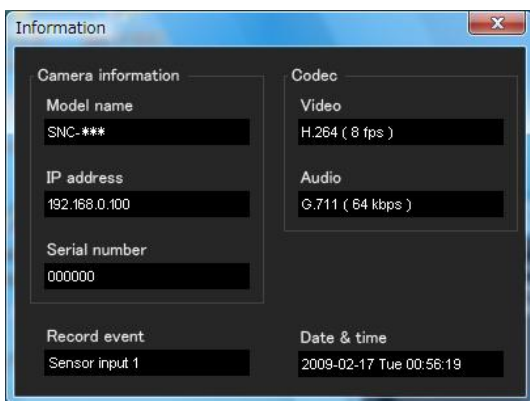 Information
Camera information
Model name
SNC-***
IP address
192.168.0.100
Serial number
000000
Codec
Video
H.264 ( 8 fps )
Audio
G.711 ( 64 kbps )
Record event
Sensor input 1
Date & time
2009-02-17 Tue 00:56:19